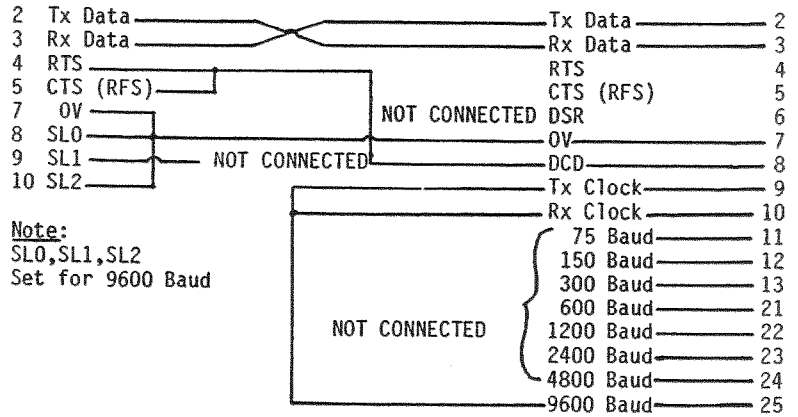 2 Tx Data Tx Data 2
3 Rx Data Rx Data 3
4 RTS RTS 4
5 CTS (RFS) CTS (RFS) 5
7 0V NOT CONNECTED DSR 6
8 SL0 0V 7
9 SL1 NOT CONNECTED DCD 8
10 SL2 Tx Clock 9
Rx Clock 10
Note:
SL0,SL1,SL2
Set for 9600 Baud
75 Baud 11
150 Baud 12
300 Baud 13
600 Baud 21
NOT CONNECTED 1200 Baud 22
2400 Baud 23
4800 Baud 24
9600 Baud 25